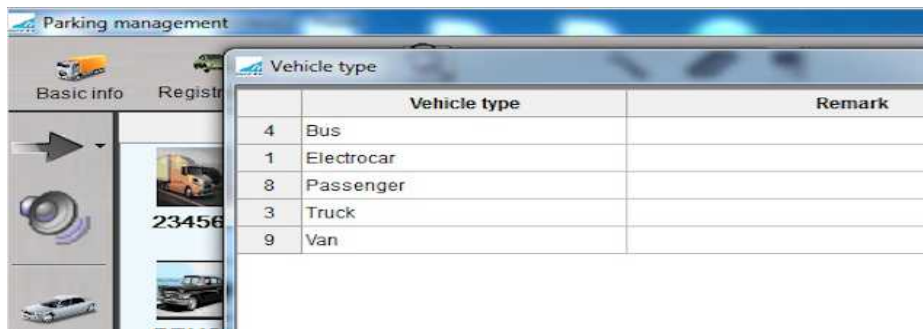 Parking management
Vehicle type
Basic info Registr
Vehicle type Remark
4 Bus
1 Electrocar
8 Passenger
3 Truck
9 Van
23456